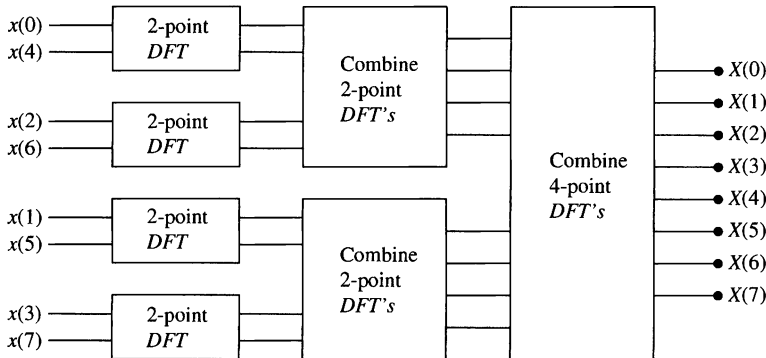 x(0)
x(4)
2-point
DFT
x(2)
x(6)
2-point
DFT
x(1)
x(5)
2-point
DFT
x(3)
x(7)
2-point
DFT
Combine
2-point
DFT's
Combine
2-point
DFT's
Combine
4-point
DFT's
X(0)
X(1)
X(2)
X(3)
X(4)
X(5)
X(6)
X(7)